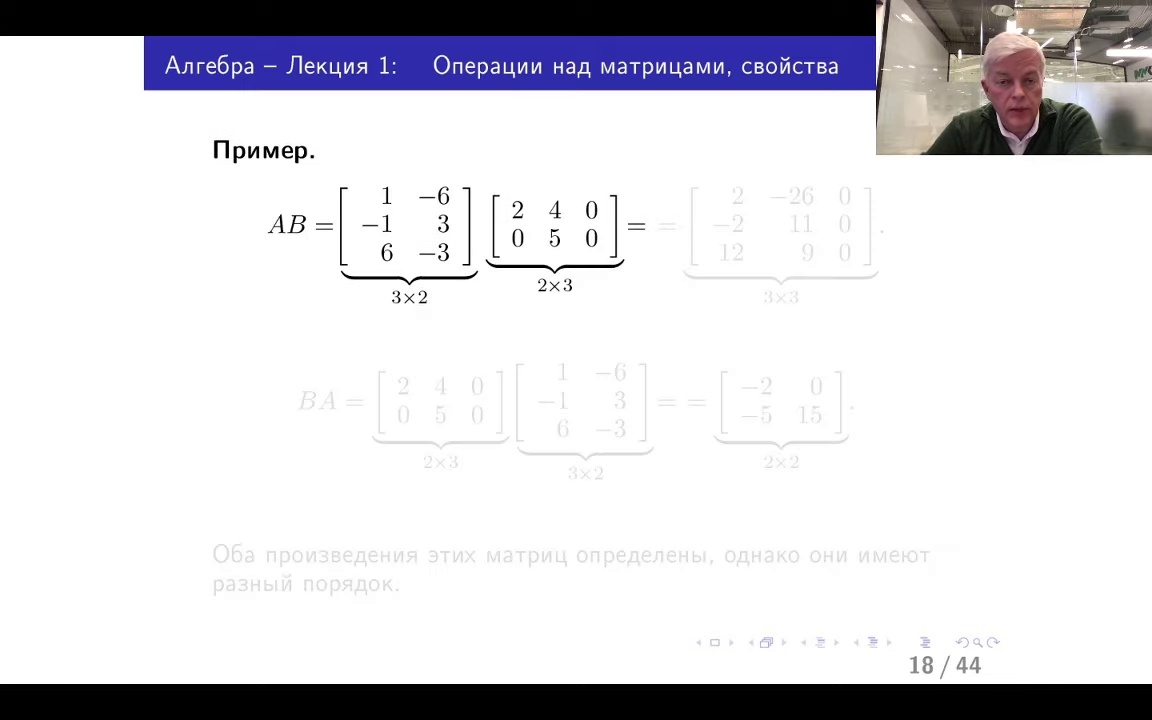 Алгебра – Лекция 1: Операции над матрицами, свойства
Пример.
AB = [1 −6; −1 3; 6 −3] [2 4 0; 0 5 0] = = [2 −26 0; −2 11 0; 12 9 0].
3×2 2×3 3×3
BA = [2 4 0; 0 5 0] [1 −6; −1 3; 6 −3] = = [−2 0; −5 15].
2×3 3×2 2×2
Оба произведения этих матриц определены, однако они имеют
разный порядок.
18 / 44